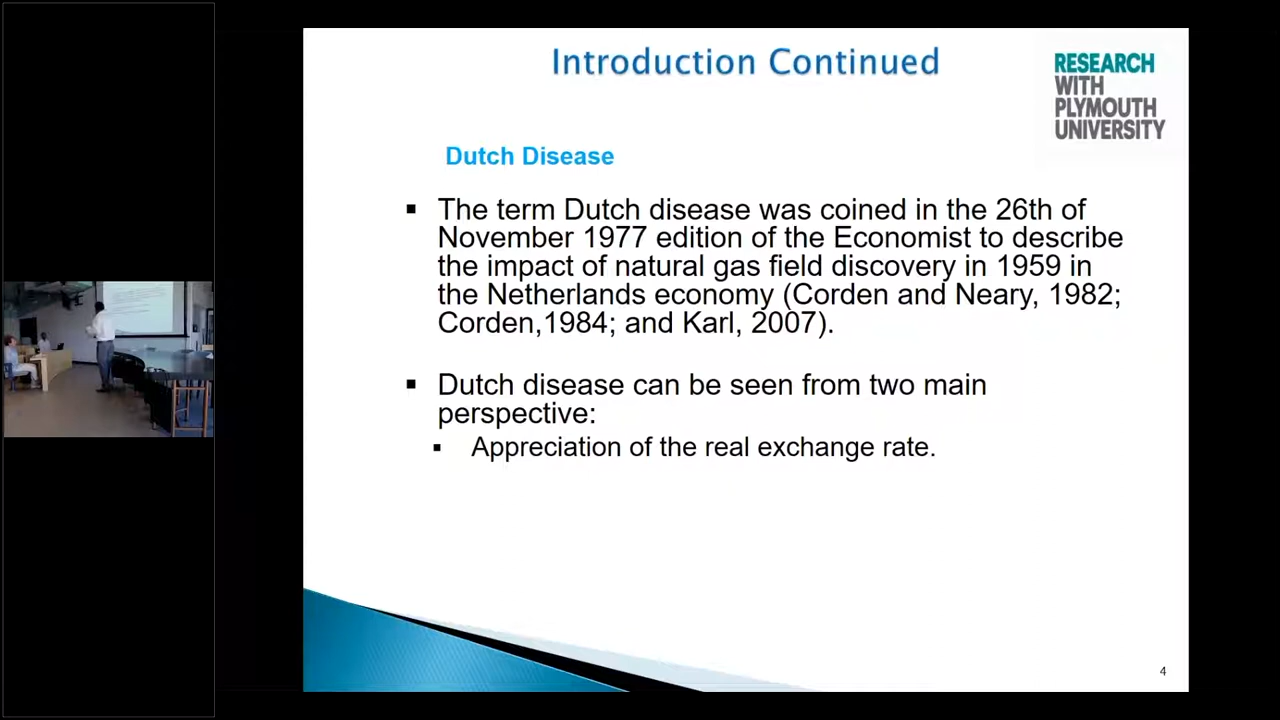 Introduction Continued
RESEARCH
WITH
PLYMOUTH
UNIVERSITY
Dutch Disease
▪ The term Dutch disease was coined in the 26th of
November 1977 edition of the Economist to describe
the impact of natural gas field discovery in 1959 in
the Netherlands economy (Corden and Neary, 1982;
Corden,1984; and Karl, 2007).
▪ Dutch disease can be seen from two main
perspective:
▪ Appreciation of the real exchange rate.
4